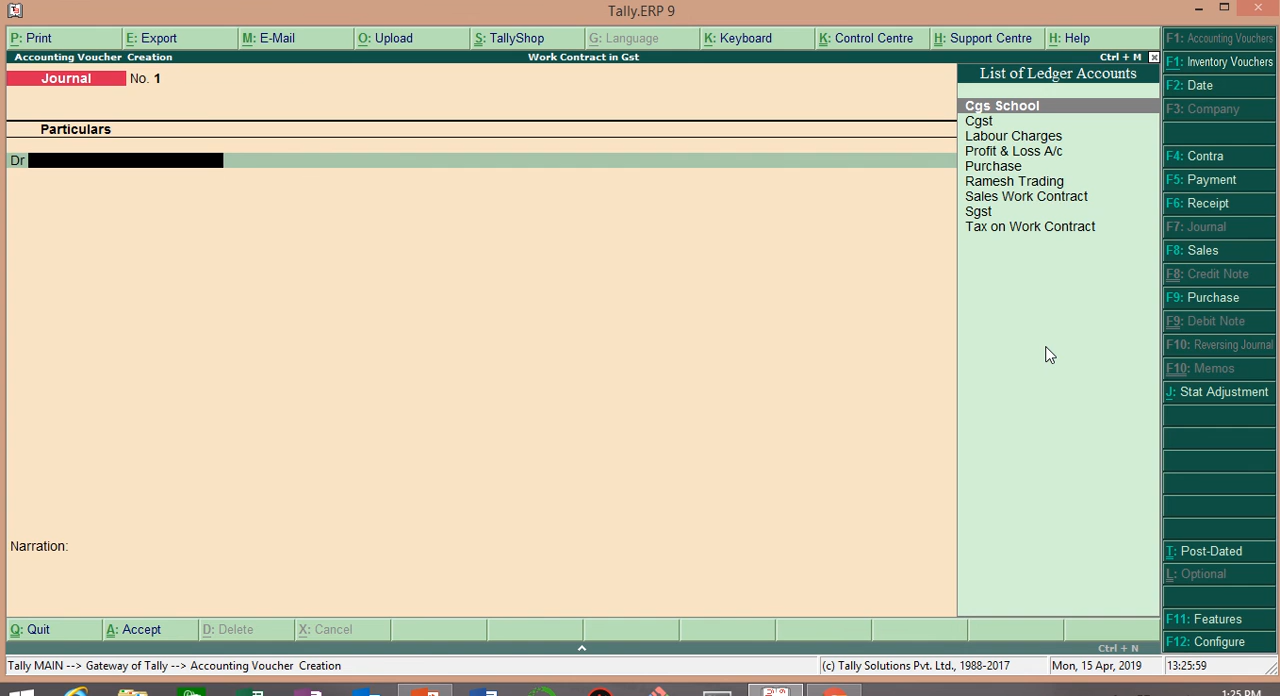 Tally.ERP 9
P: Print E: Export M: E-Mail O: Upload S: TallyShop G: Language K: Keyboard K: Control Centre H: Support Centre H: Help
Accounting Voucher Creation Work Contract in Gst Ctrl + M
Journal No. 1
Particulars
Dr
Narration:
List of Ledger Accounts
Cgs School
Cgst
Labour Charges
Profit & Loss A/c
Purchase
Ramesh Trading
Sales Work Contract
Sgst
Tax on Work Contract
F1: Accounting Vouchers
F1: Inventory Vouchers
F2: Date
F3: Company
F4: Contra
F5: Payment
F6: Receipt
F7: Journal
F8: Sales
F8: Credit Note
F9: Purchase
F9: Debit Note
F10: Reversing Journal
F10: Memos
J: Stat Adjustment
T: Post-Dated
L: Optional
F11: Features
F12: Configure
Q: Quit A: Accept D: Delete X: Cancel
Ctrl + N
Tally MAIN --> Gateway of Tally --> Accounting Voucher Creation (c) Tally Solutions Pvt. Ltd., 1988-2017 Mon, 15 Apr, 2019 13:25:59
1:25 PM